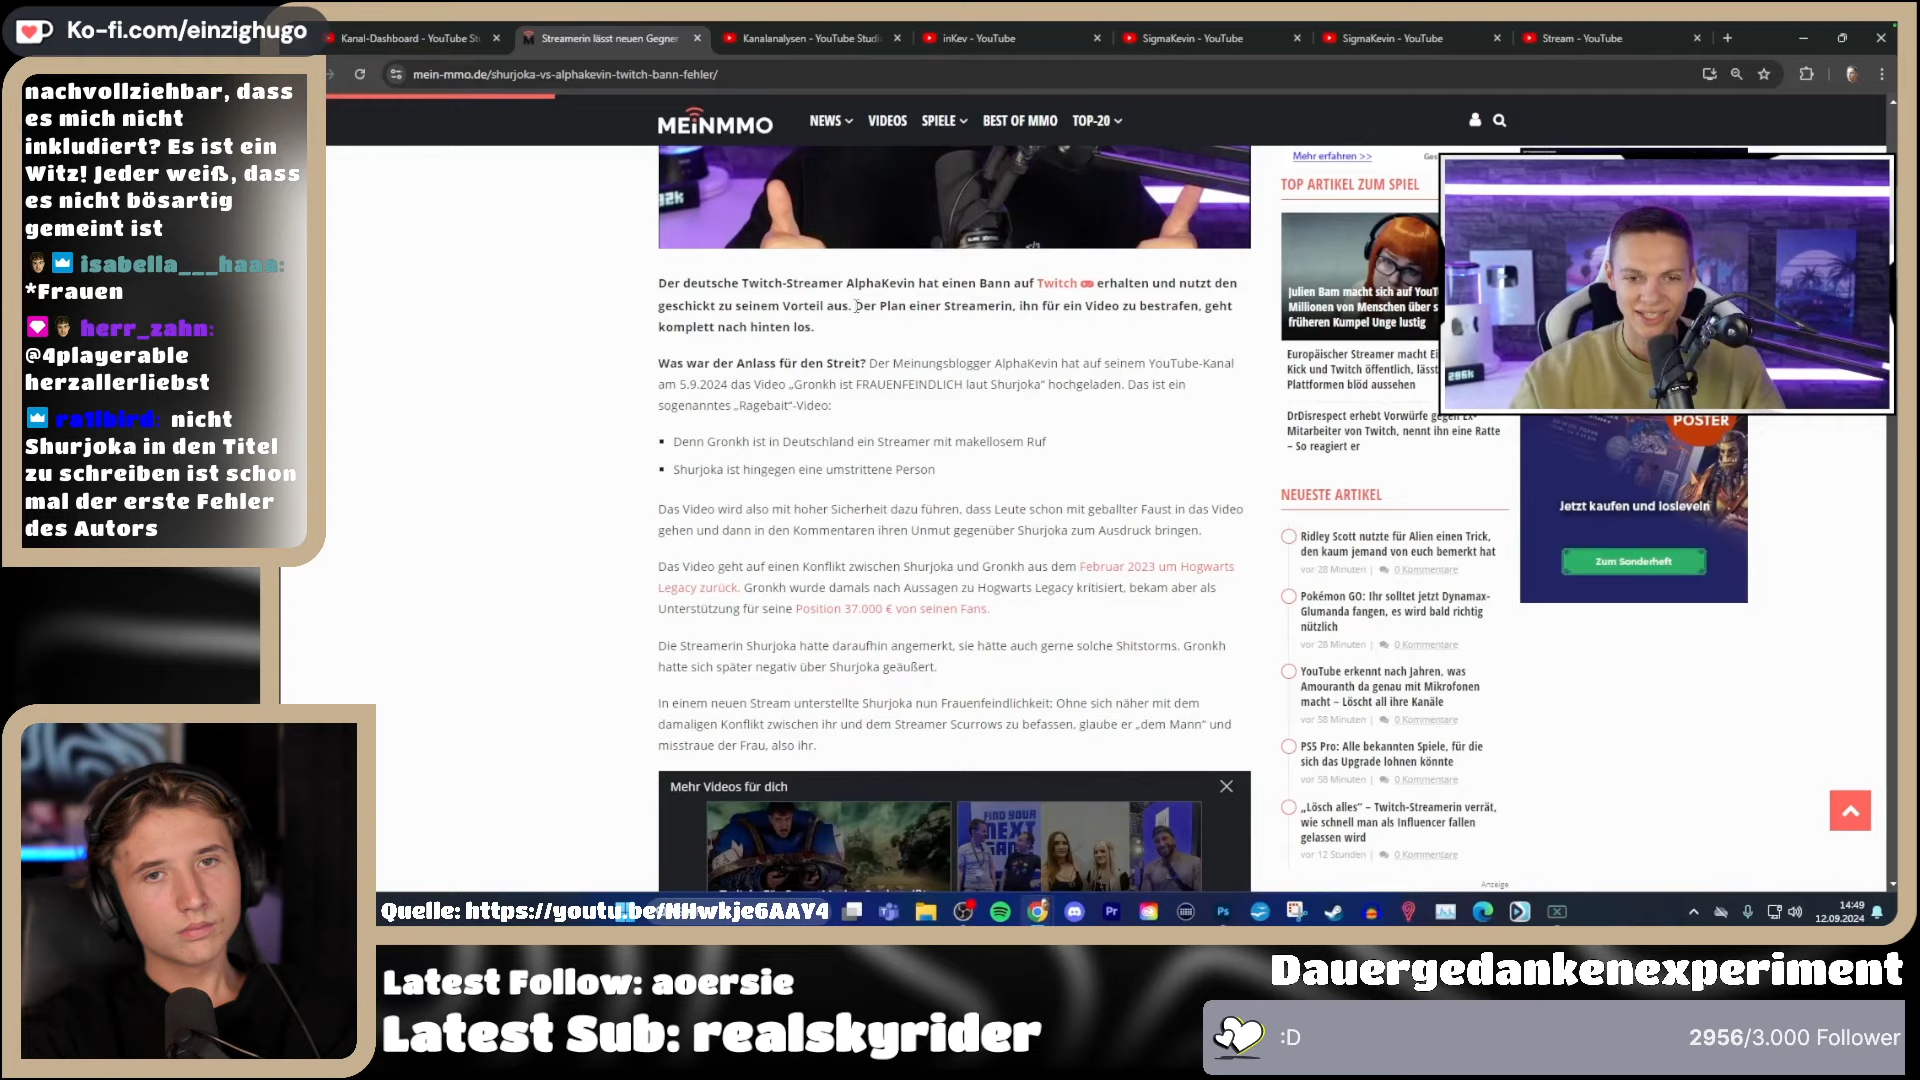 Ko-fi.com/einzighugo
Kanal-Dashboard - YouTube St
Streamerin lässt neuen Gegner
Kanalanalysen - YouTube Studi
inKev - YouTube
SigmaKevin - YouTube
SigmaKevin - YouTube
Stream - YouTube
mein-mmo.de/shurjoka-vs-alphakevin-twitch-bann-fehler/
MEiNMMO
NEWS
VIDEOS
SPIELE
BEST OF MMO
TOP-20
nachvollziehbar, dass
es mich nicht
inkludiert? Es ist ein
Witz! Jeder weiß, dass
es nicht bösartig
gemeint ist
isabella___haaa:
*Frauen
herr_zahn:
@4playerable
herzallerliebst
ra1lbird: nicht
Shurjoka in den Titel
zu schreiben ist schon
mal der erste Fehler
des Autors
Der deutsche Twitch-Streamer AlphaKevin hat einen Bann auf Twitch erhalten und nutzt den
geschickt zu seinem Vorteil aus. Der Plan einer Streamerin, ihn für ein Video zu bestrafen, geht
komplett nach hinten los.
Was war der Anlass für den Streit? Der Meinungsblogger AlphaKevin hat auf seinem YouTube-Kanal
am 5.9.2024 das Video „Gronkh ist FRAUENFEINDLICH laut Shurjoka“ hochgeladen. Das ist ein
sogenanntes „Ragebait“-Video:
Denn Gronkh ist in Deutschland ein Streamer mit makellosem Ruf
Shurjoka ist hingegen eine umstrittene Person
Das Video wird also mit hoher Sicherheit dazu führen, dass Leute schon mit geballter Faust in das Video
gehen und dann in den Kommentaren ihren Unmut gegenüber Shurjoka zum Ausdruck bringen.
Das Video geht auf einen Konflikt zwischen Shurjoka und Gronkh aus dem Februar 2023 um Hogwarts
Legacy zurück. Gronkh wurde damals nach Aussagen zu Hogwarts Legacy kritisiert, bekam aber als
Unterstützung für seine Position 37.000 € von seinen Fans.
Die Streamerin Shurjoka hatte daraufhin angemerkt, sie hätte auch gerne solche Shitstorms. Gronkh
hatte sich später negativ über Shurjoka geäußert.
In einem neuen Stream unterstellte Shurjoka nun Frauenfeindlichkeit: Ohne sich näher mit dem
damaligen Konflikt zwischen ihr und dem Streamer Scurrows zu befassen, glaube er „dem Mann“ und
misstraue der Frau, also ihr.
Mehr Videos für dich
FIND YOUR
NEXT
Mehr erfahren >>
Ges
TOP ARTIKEL ZUM SPIEL
Julien Bam macht sich auf YouT
Millionen von Menschen über s
früheren Kumpel Unge lustig
Europäischer Streamer macht Ei
Kick und Twitch öffentlich, lässt
Plattformen blöd aussehen
DrDisrespect erhebt Vorwürfe gegen Ex-
Mitarbeiter von Twitch, nennt ihn eine Ratte
– So reagiert er
NEUESTE ARTIKEL
Ridley Scott nutzte für Alien einen Trick,
den kaum jemand von euch bemerkt hat
vor 28 Minuten | 0 Kommentare
Pokémon GO: Ihr solltet jetzt Dynamax-
Glumanda fangen, es wird bald richtig
nützlich
vor 28 Minuten | 0 Kommentare
YouTube erkennt nach Jahren, was
Amouranth da genau mit Mikrofonen
macht – Löscht all ihre Kanäle
vor 58 Minuten | 0 Kommentare
PS5 Pro: Alle bekannten Spiele, für die
sich das Upgrade lohnen könnte
vor 58 Minuten | 0 Kommentare
„Lösch alles“ – Twitch-Streamerin verrät,
wie schnell man als Influencer fallen
gelassen wird
vor 12 Stunden | 0 Kommentare
Anzeige
286k
POSTER
Jetzt kaufen und losleveln
Zum Sonderheft
Quelle: https://youtu.be/NHwkje6AAY4
14:49
12.09.2024
Latest Follow: aoersie
Latest Sub: realskyrider
Dauergedankenexperiment
:D
2956/3.000 Follower